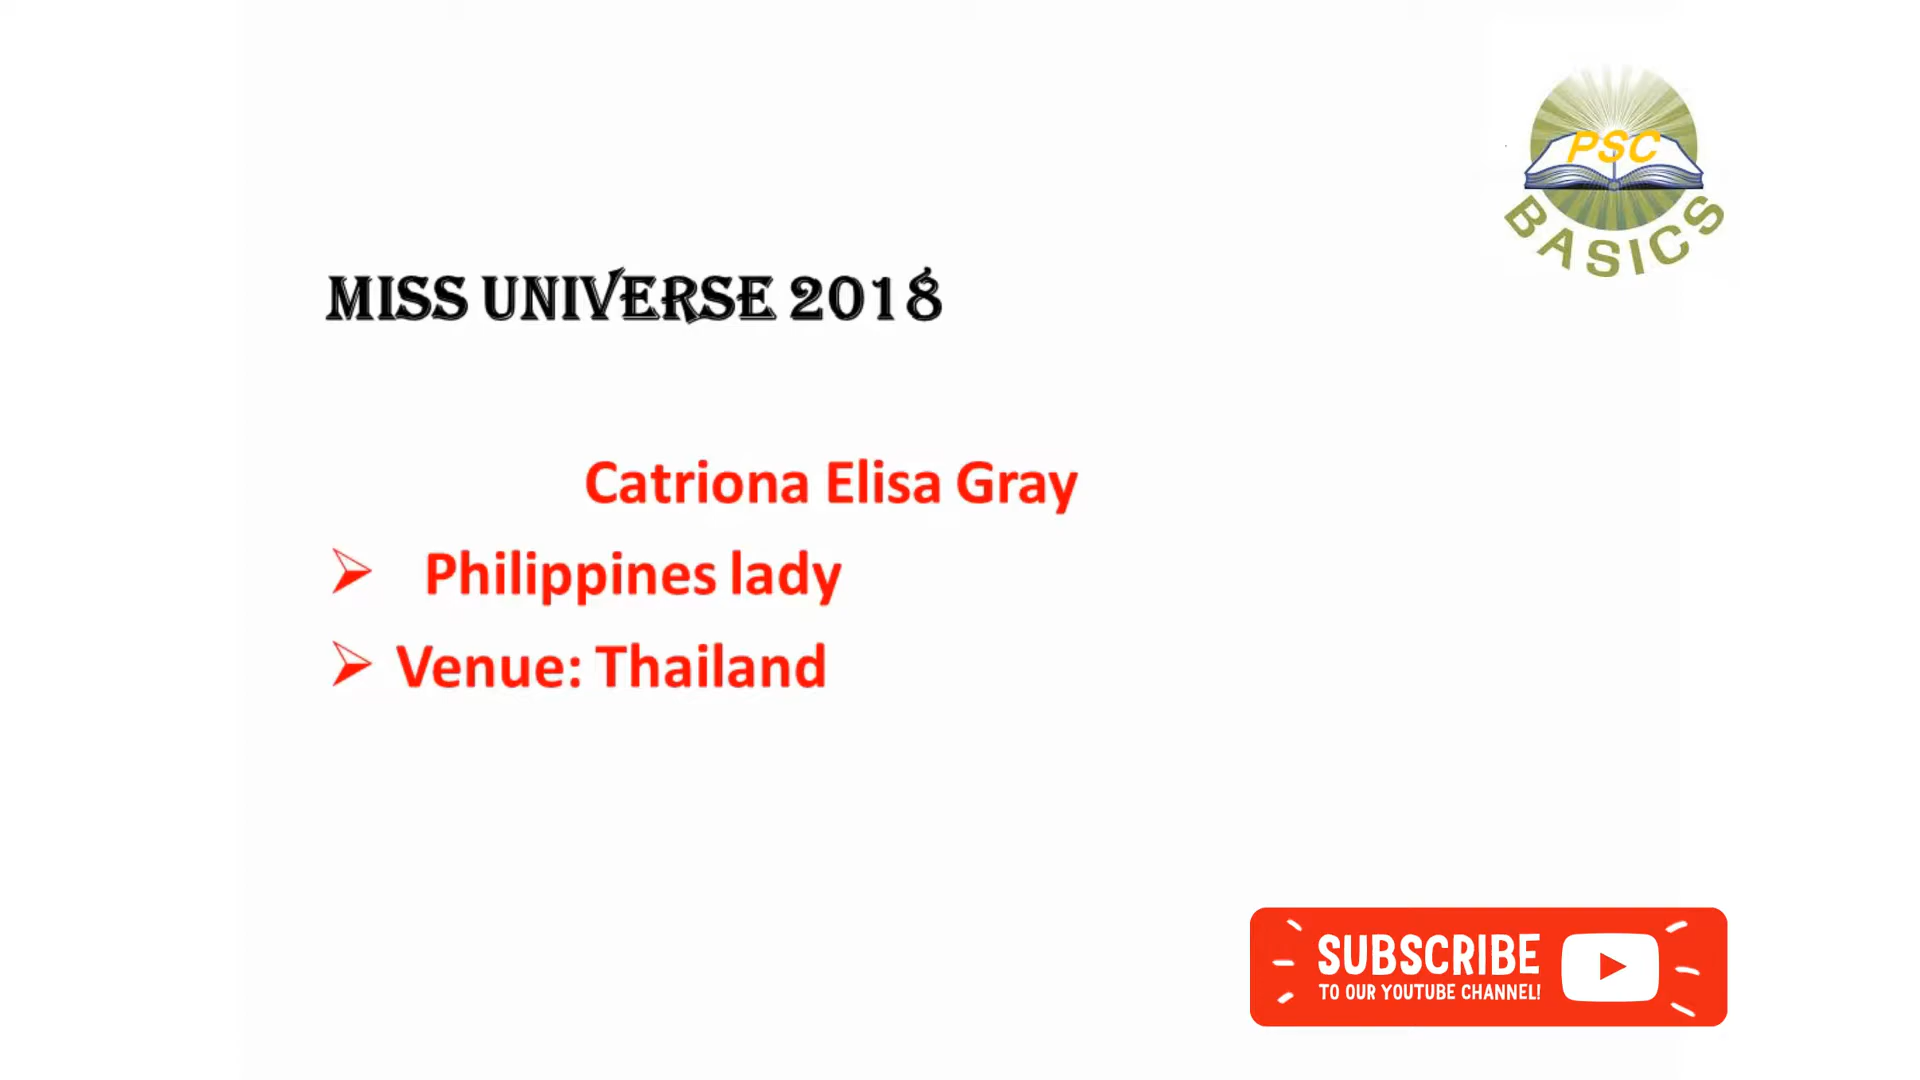 PSC
BASICS
MISS UNIVERSE 2018
Catriona Elisa Gray
Philippines lady
Venue: Thailand
SUBSCRIBE
TO OUR YOUTUBE CHANNEL!